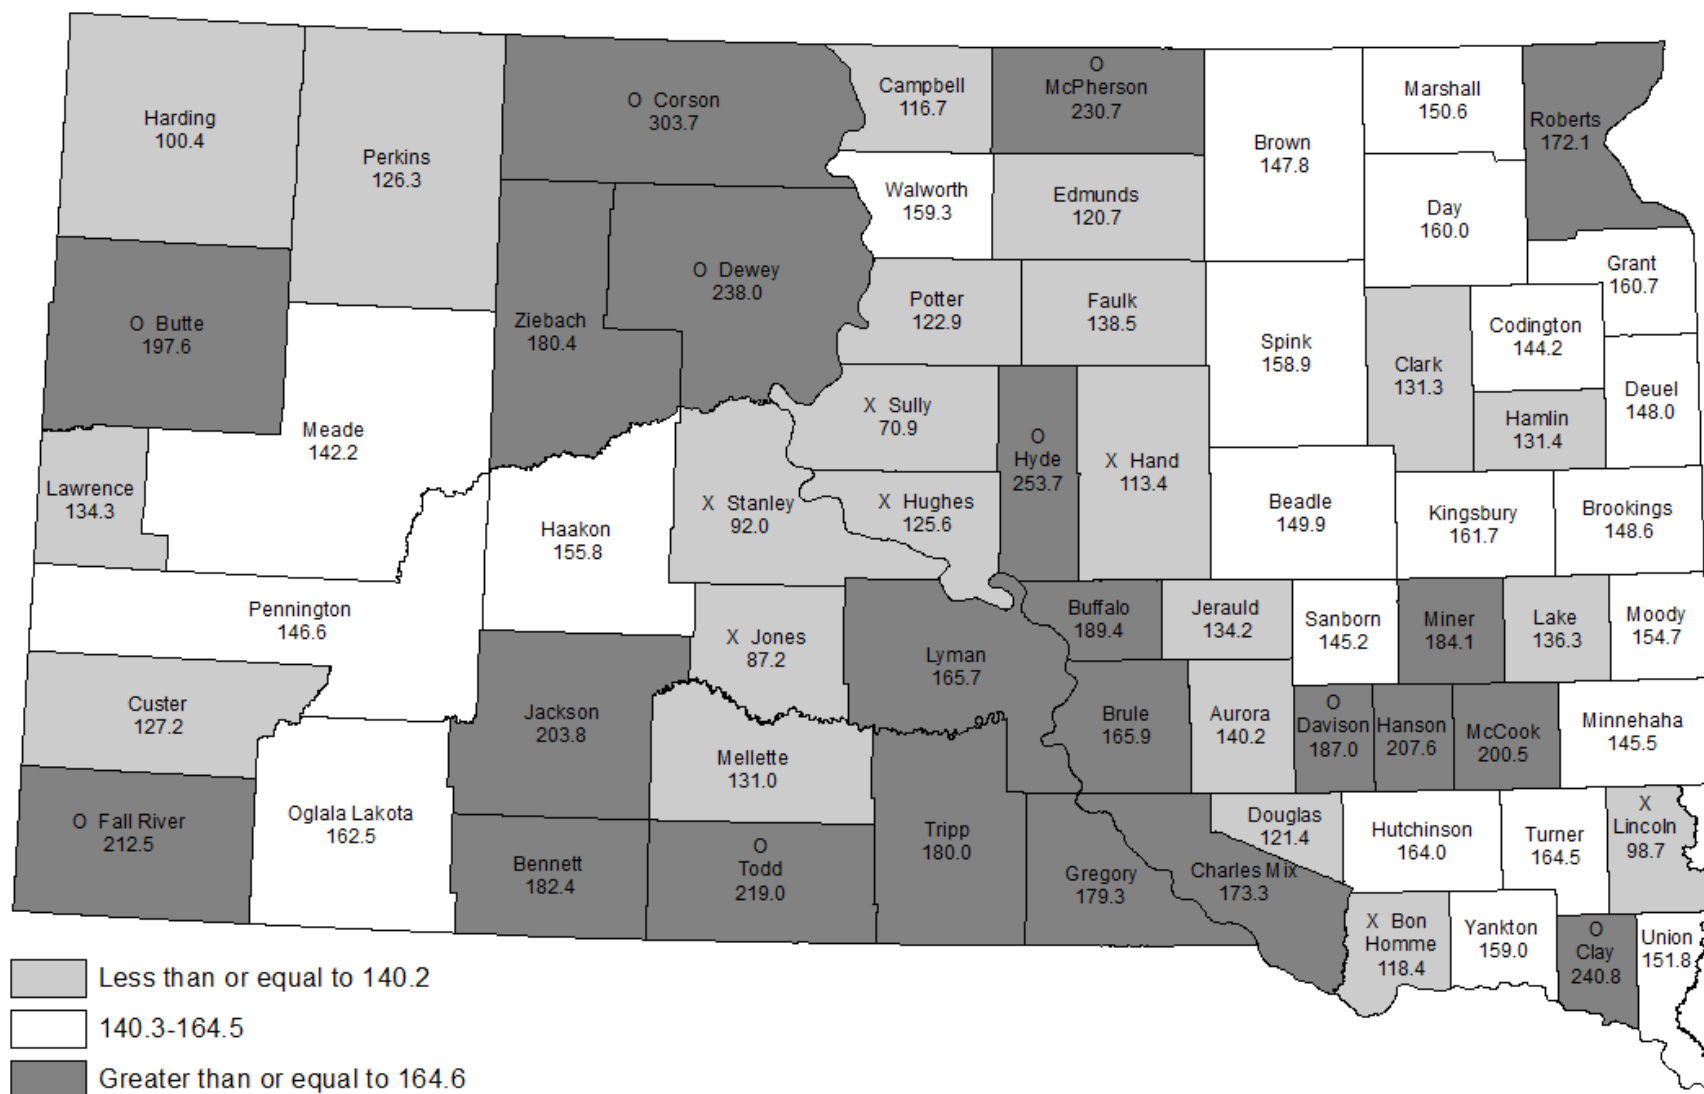 Harding
100.4
Perkins
126.3
O Corson
303.7
Campbell
116.7
O
McPherson
230.7
Brown
147.8
Marshall
150.6
Roberts
172.1
Walworth
159.3
Edmunds
120.7
Day
160.0
Grant
160.7
O Butte
197.6
Ziebach
180.4
O Dewey
238.0
Potter
122.9
Faulk
138.5
Spink
158.9
Clark
131.3
Codington
144.2
Deuel
148.0
Hamlin
131.4
Meade
142.2
Lawrence
134.3
Haakon
155.8
X Stanley
92.0
X Sully
70.9
X Hughes
125.6
O
Hyde
253.7
X Hand
113.4
Beadle
149.9
Kingsbury
161.7
Brookings
148.6
Pennington
146.6
X Jones
87.2
Lyman
165.7
Buffalo
189.4
Jerauld
134.2
Sanborn
145.2
Miner
184.1
Lake
136.3
Moody
154.7
Custer
127.2
Jackson
203.8
Mellette
131.0
Brule
165.9
Aurora
140.2
O
Davison
187.0
Hanson
207.6
McCook
200.5
Minnehaha
145.5
O Fall River
212.5
Oglala Lakota
162.5
Bennett
182.4
O
Todd
219.0
Tripp
180.0
Gregory
179.3
Charles Mix
173.3
Douglas
121.4
Hutchinson
164.0
Turner
164.5
X
Lincoln
98.7
X Bon
Homme
118.4
Yankton
159.0
O
Clay
240.8
Union
151.8
Less than or equal to 140.2
140.3-164.5
Greater than or equal to 164.6